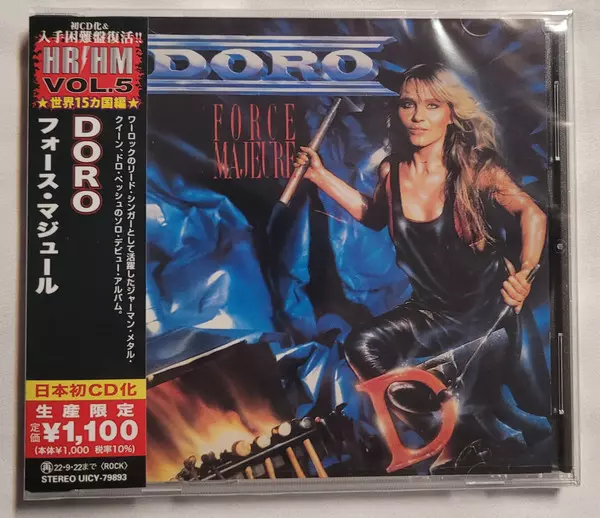 初CD化&
入手困難盤復活!!
HR/HM
VOL.5
★世界15カ国編★
DORO
フォース・マジュール
ワーロックのリード・シンガーとして活躍したジャーマン・メタル・
クイーン、ドロ・ペッシュのソロ・デビュー・アルバム。
日本初CD化
生産限定
定価¥1,100
(本体¥1,000 税率10%)
22・9・22まで〈ROCK〉
STEREO UICY-79893
DORO
FORCE
MAJEURE
D